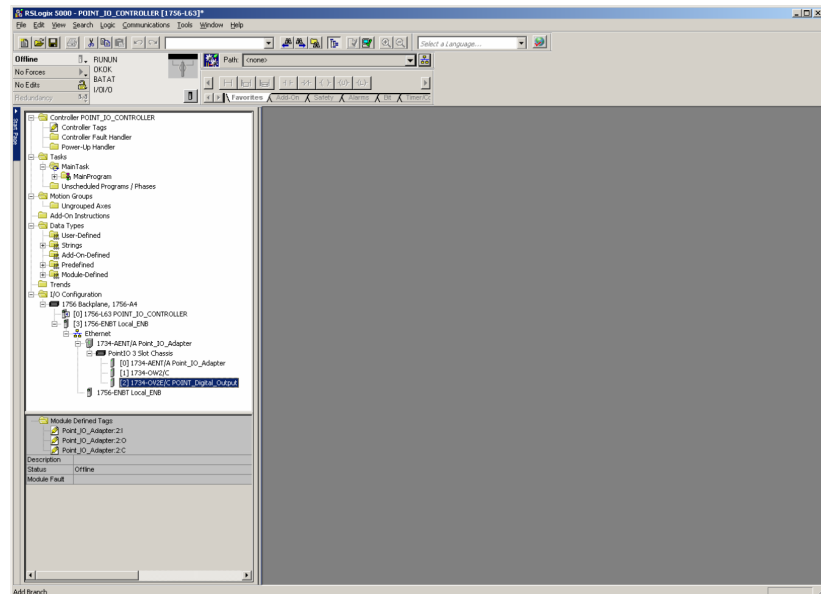 RSLogix 5000 - POINT_IO_CONTROLLER [1756-L63]*
File Edit View Search Logic Communications Tools Window Help
Select a Language...
Offline
RUNUN
Path: <none>
No Forces
OKOK
No Edits
BATAT
I/OI/O
Redundancy
Favorites Add-On Safety Alarms Bit Timer/C
Start Page
Controller POINT_IO_CONTROLLER
Controller Tags
Controller Fault Handler
Power-Up Handler
Tasks
MainTask
MainProgram
Unscheduled Programs / Phases
Motion Groups
Ungrouped Axes
Add-On Instructions
Data Types
User-Defined
Strings
Add-On-Defined
Predefined
Module-Defined
Trends
I/O Configuration
1756 Backplane, 1756-A4
[0] 1756-L63 POINT_IO_CONTROLLER
[3] 1756-ENBT Local_ENB
Ethernet
1734-AENT/A Point_IO_Adapter
PointIO 3 Slot Chassis
[0] 1734-AENT/A Point_IO_Adapter
[1] 1734-OW2/C
[2] 1734-OV2E/C POINT_Digital_Output
1756-ENBT Local_ENB
Module Defined Tags
Point_IO_Adapter:2:I
Point_IO_Adapter:2:O
Point_IO_Adapter:2:C
Description
Status Offline
Module Fault
Add Branch